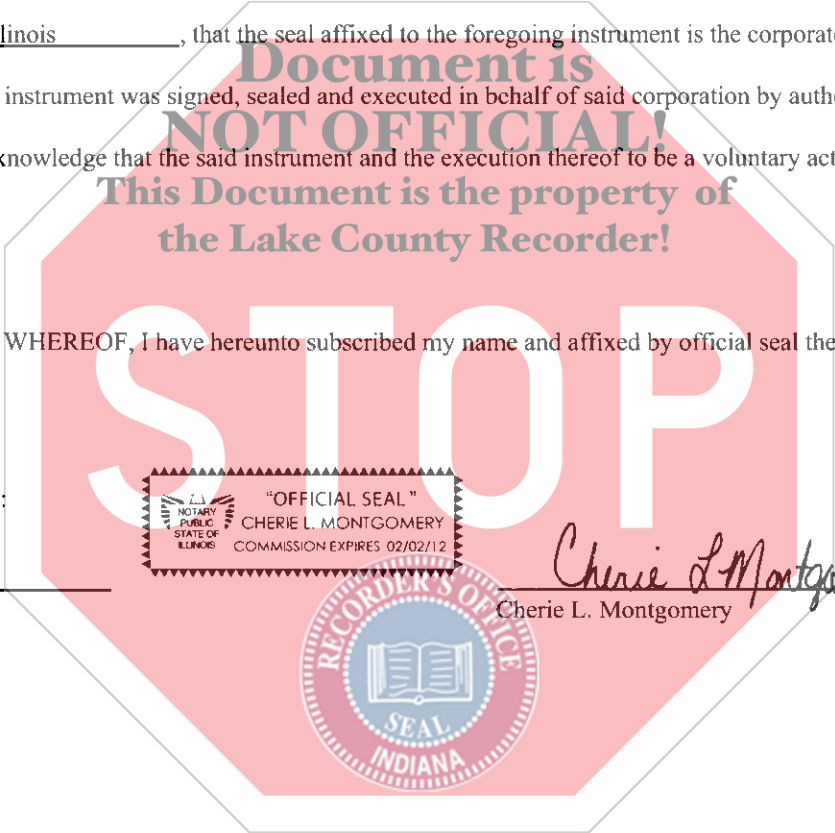 linois, that the seal affixed to the foregoing instrument is the corporat
Document is
instrument was signed, sealed and executed in behalf of said corporation by auth
NOT OFFICIAL!
knowledge that the said instrument and the execution thereof to be a voluntary act
This Document is the property of
the Lake County Recorder!
WHEREOF, I have hereunto subscribed my name and affixed by official seal the
STOP
:
NOTARY
PUBLIC
STATE OF
ILLINOIS
"OFFICIAL SEAL"
CHERIE L. MONTGOMERY
COMMISSION EXPIRES 02/02/12
Cherie L Montgo
Cherie L. Montgomery
RECORDER'S OFFICE
SEAL
INDIANA